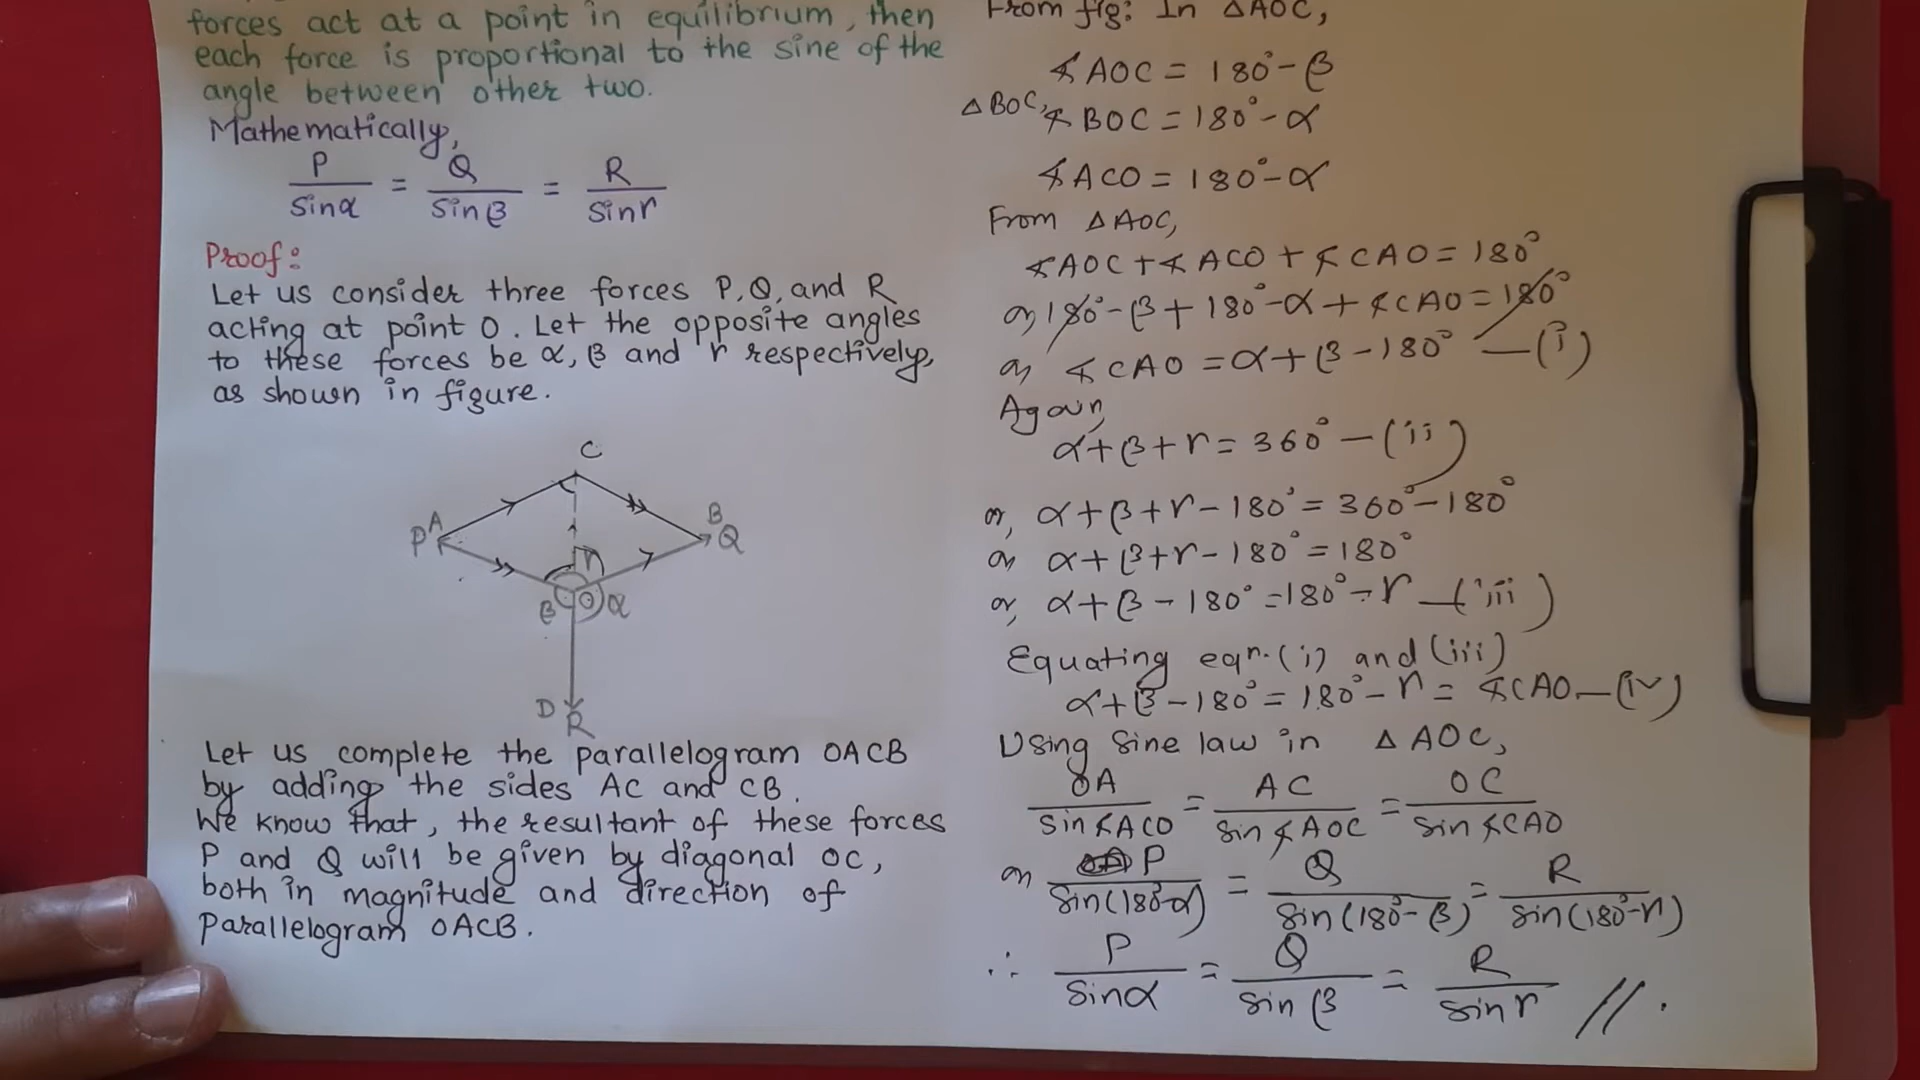 forces act at a point in equilibrium, then
each force is proportional to the sine of the
angle between other two.
Mathematically,
P/sinα = Q/sinβ = R/sinr
Proof:
Let us consider three forces P, Q, and R
acting at point O. Let the opposite angles
to these forces be α, β and r respectively,
as shown in figure.
C
P A
B
Q
r
β O α
D
R
Let us complete the parallelogram OACB
by adding the sides AC and CB.
We know that, the resultant of these forces
P and Q will be given by diagonal OC,
both in magnitude and direction of
parallelogram OACB.
From fig: In △AOC,
∡AOC = 180° - β
△BOC, ∡BOC = 180° - α
∡ACO = 180° - α
From △AOC,
∡AOC + ∡ACO + ∡CAO = 180°
or, 180° - β + 180° - α + ∡CAO = 180°
or, ∡CAO = α + β - 180° — (i)
Again,
α + β + r = 360° — (ii)
or, α + β + r - 180° = 360° - 180°
or α + β + r - 180° = 180°
or, α + β - 180° = 180° - r — (iii)
Equating eqn. (i) and (iii)
α + β - 180° = 180° - r = ∡CAO — (iv)
Using Sine law in △AOC,
OA/sin∡ACO = AC/sin∡AOC = OC/sin∡CAO
or P/sin(180°-α) = Q/sin(180°-β) = R/sin(180°-r)
∴ P/sinα = Q/sinβ = R/sinr //.